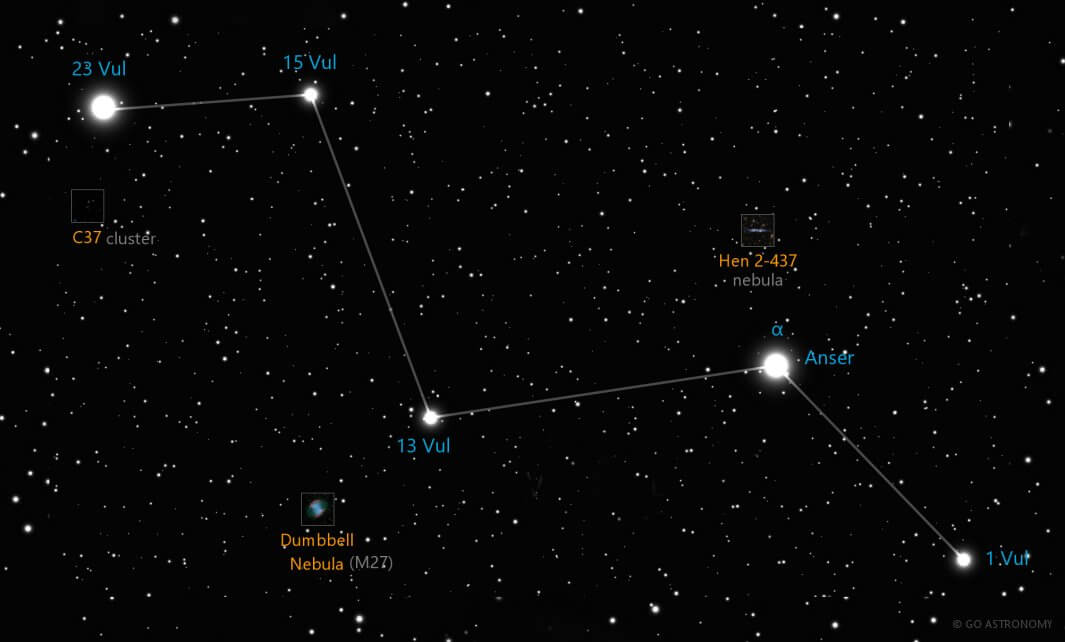 15 Vul
23 Vul
C37 cluster
Hen 2-437
nebula
α
Anser
13 Vul
Dumbbell
Nebula (M27)
1 Vul
© GO ASTRONOMY